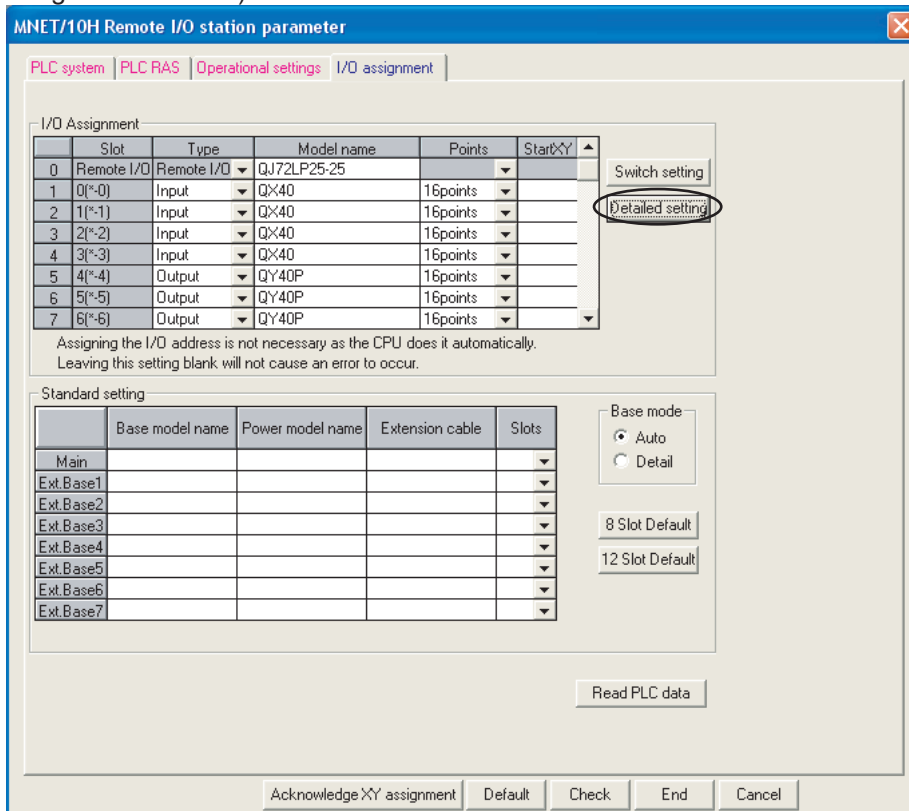 MNET/10H Remote I/O station parameter
PLC system PLC RAS Operational settings I/O assignment
I/O Assignment
Slot Type Model name Points StartXY
0 Remote I/O Remote I/O QJ72LP25-25
1 0(*-0) Input QX40 16points
2 1(*-1) Input QX40 16points
3 2(*-2) Input QX40 16points
4 3(*-3) Input QX40 16points
5 4(*-4) Output QY40P 16points
6 5(*-5) Output QY40P 16points
7 6(*-6) Output QY40P 16points
Switch setting
Detailed setting
Assigning the I/O address is not necessary as the CPU does it automatically.
Leaving this setting blank will not cause an error to occur.
Standard setting
Base model name Power model name Extension cable Slots
Main
Ext.Base1
Ext.Base2
Ext.Base3
Ext.Base4
Ext.Base5
Ext.Base6
Ext.Base7
Base mode
Auto
Detail
8 Slot Default
12 Slot Default
Read PLC data
Acknowledge XY assignment Default Check End Cancel